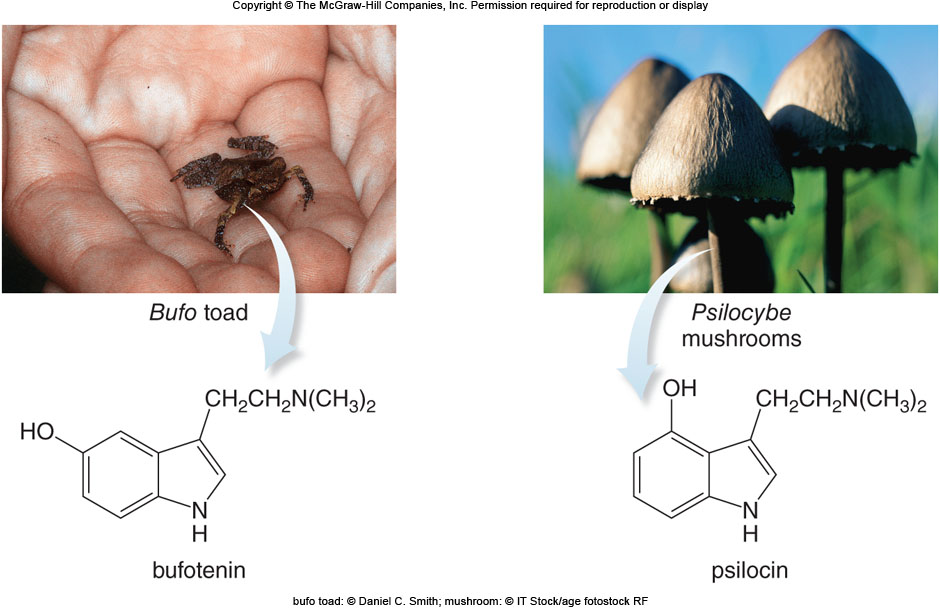 Copyright © The McGraw-Hill Companies, Inc. Permission required for reproduction or display
Bufo toad
Psilocybe
mushrooms
CH₂CH₂N(CH₃)₂
HO
N
H
bufotenin
OH
CH₂CH₂N(CH₃)₂
N
H
psilocin
bufo toad: © Daniel C. Smith; mushroom: © IT Stock/age fotostock RF